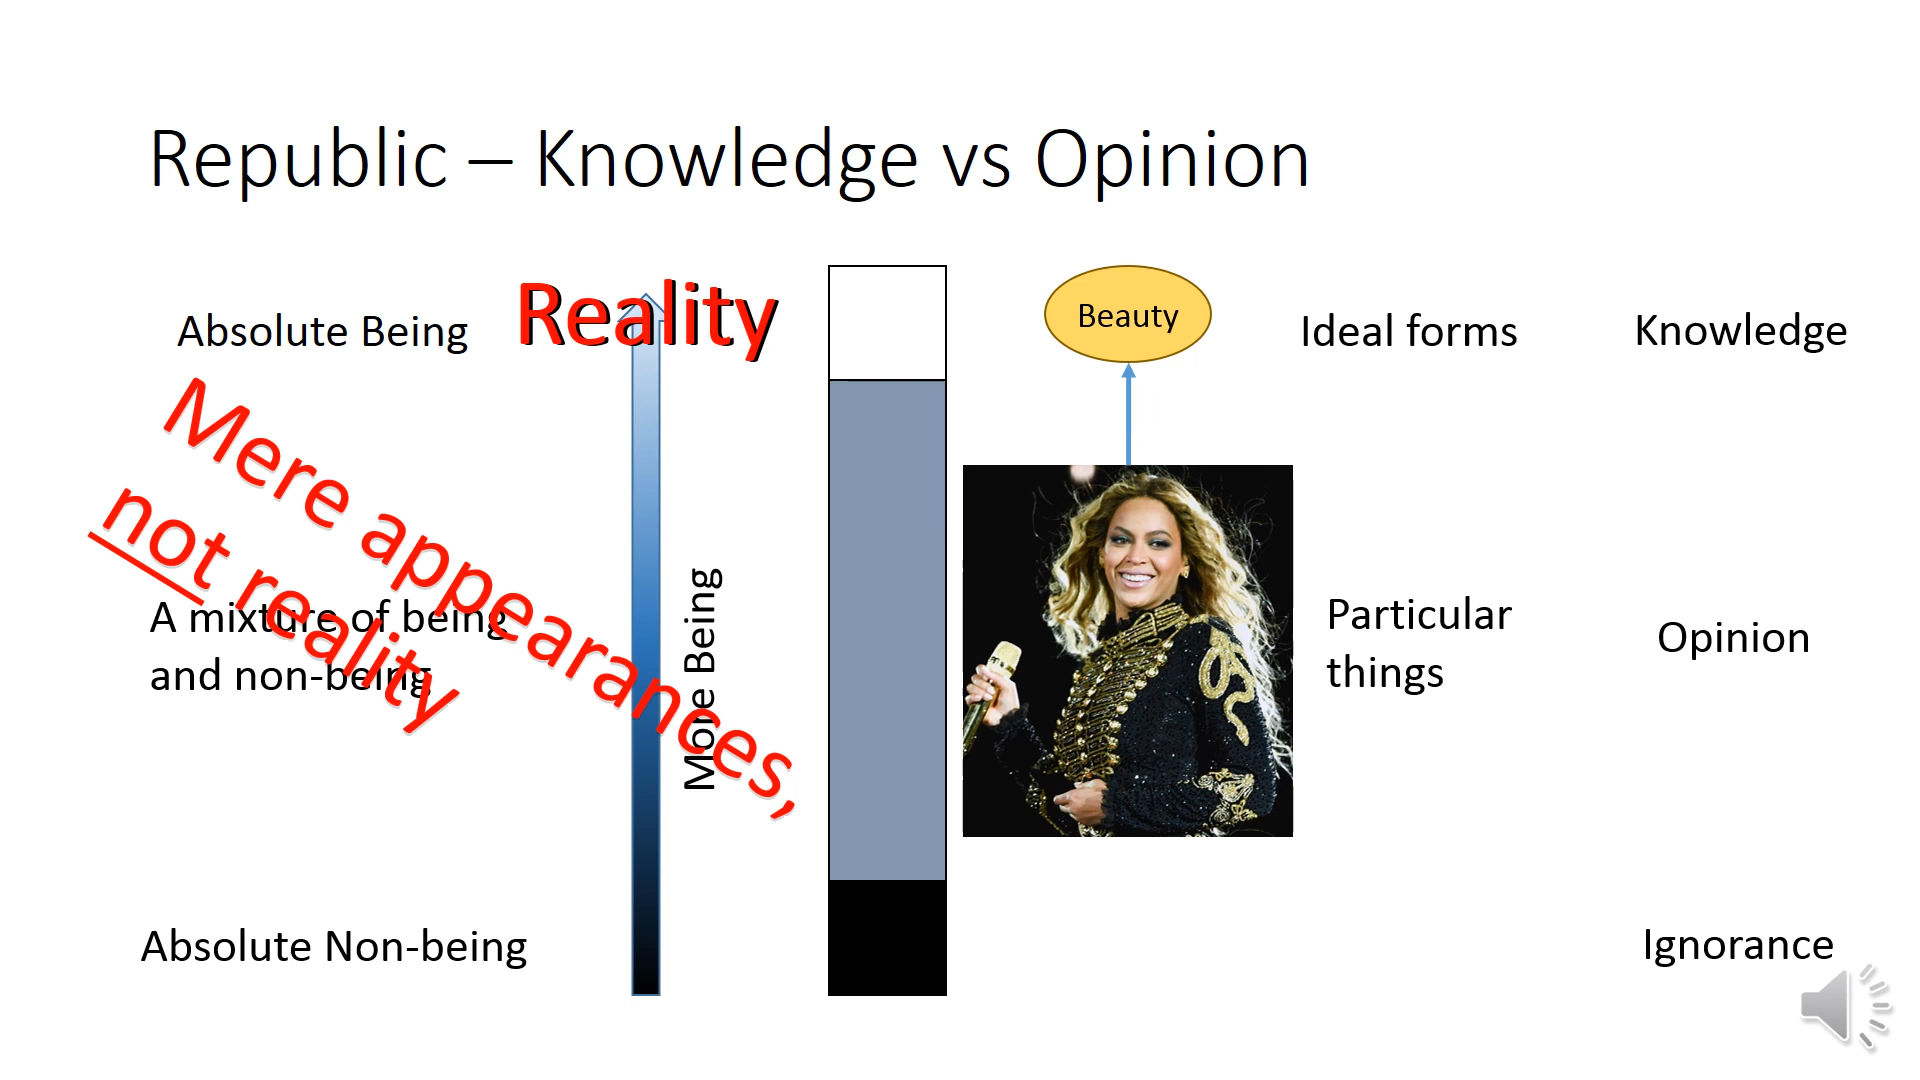 Republic – Knowledge vs Opinion
Absolute Being
Reality
Beauty
Ideal forms
Knowledge
Mere appearances,
not reality
A mixture of being
and non-being
More Being
Particular
things
Opinion
Absolute Non-being
Ignorance